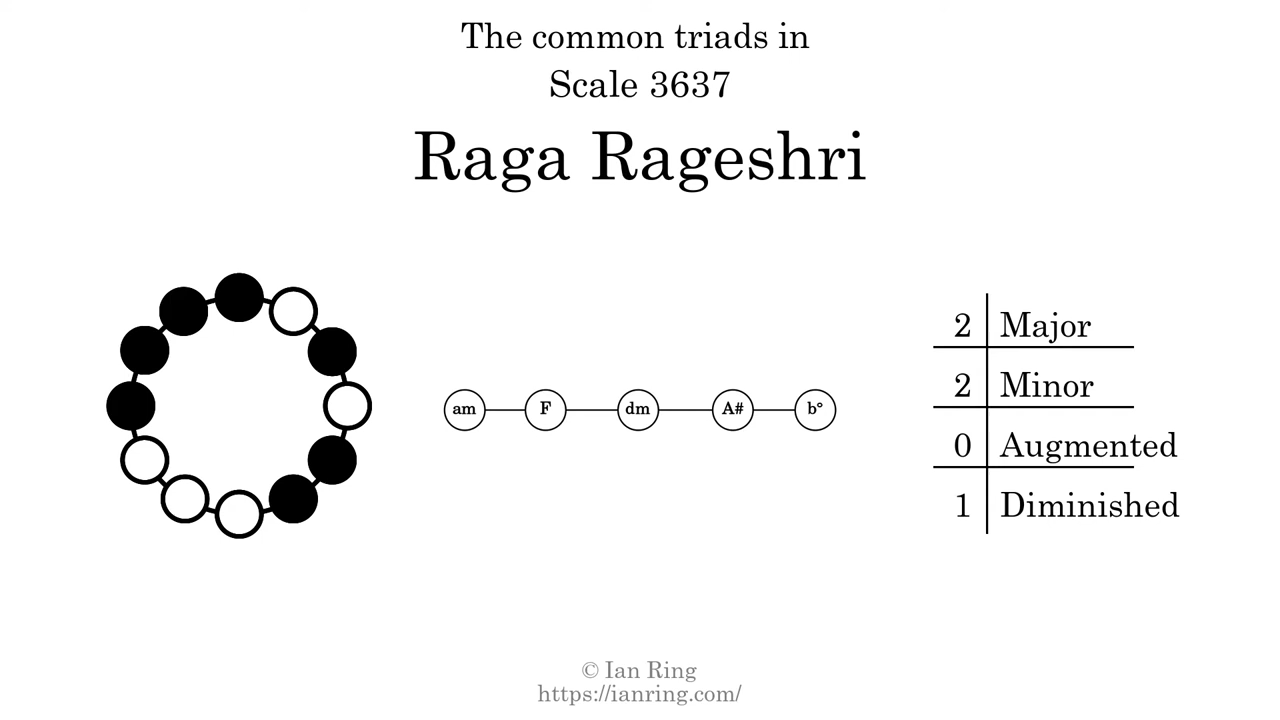 The common triads in
Scale 3637
Raga Rageshri
am F dm A# b°
2 Major
2 Minor
0 Augmented
1 Diminished
© Ian Ring
https://ianring.com/